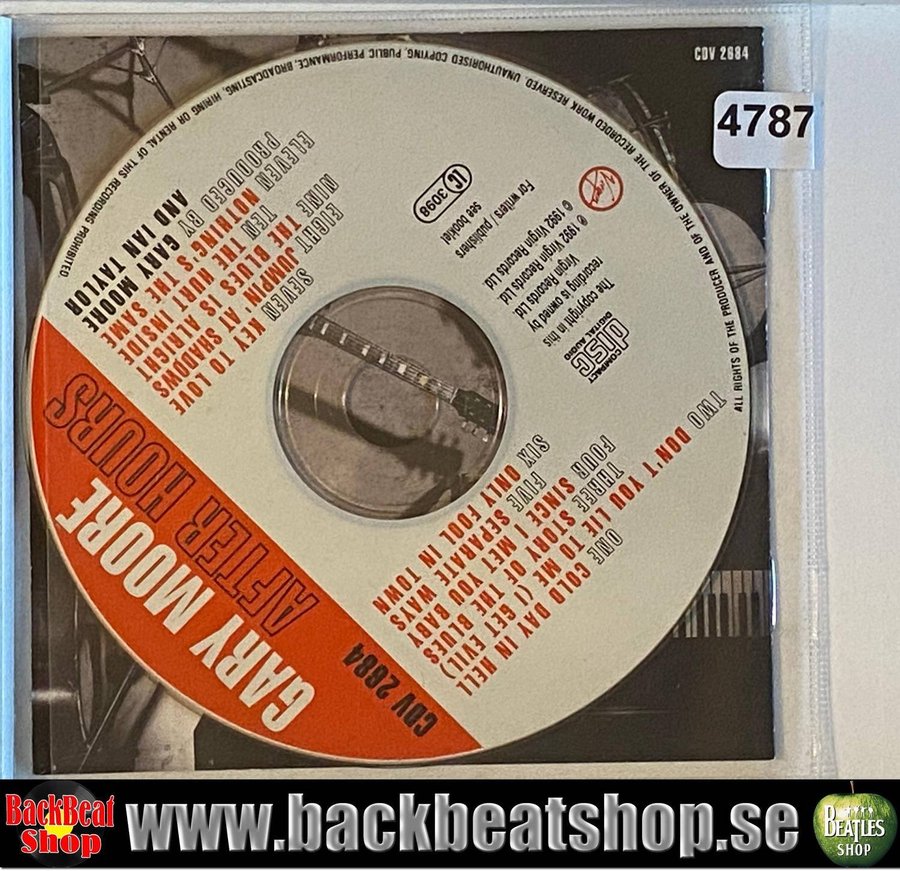 CDV 2684
4787
GARY MOORE
AFTER HOURS
CDV 2684
ONE COLD DAY IN HELL
TWO DON'T YOU LIE TO ME (I GET EVIL)
THREE STORY OF THE BLUES
FOUR SINCE I MET YOU BABY
FIVE SEPARATE WAYS
SIX ONLY FOOL IN TOWN
SEVEN KEY TO LOVE
EIGHT JUMPIN' AT SHADOWS
NINE THE BLUES IS ALRIGHT
TEN THE HURT INSIDE
ELEVEN NOTHING'S THE SAME
PRODUCED BY GARY MOORE
AND IAN TAYLOR
COMPACT
disc
DIGITAL AUDIO
The copyright in this
recording is owned by
Virgin Records Ltd
℗ 1992 Virgin Records Ltd
© 1992 Virgin Records Ltd
For writers / publishers
see booklet
Virgin
LC 3098
ALL RIGHTS OF THE PRODUCER AND OF THE OWNER OF THE RECORDED WORK RESERVED. UNAUTHORISED COPYING, PUBLIC PERFORMANCE, BROADCASTING, HIRING OR RENTAL OF THIS RECORDING PROHIBITED
BackBeat
Shop
www.backbeatshop.se
BEATLES
SHOP